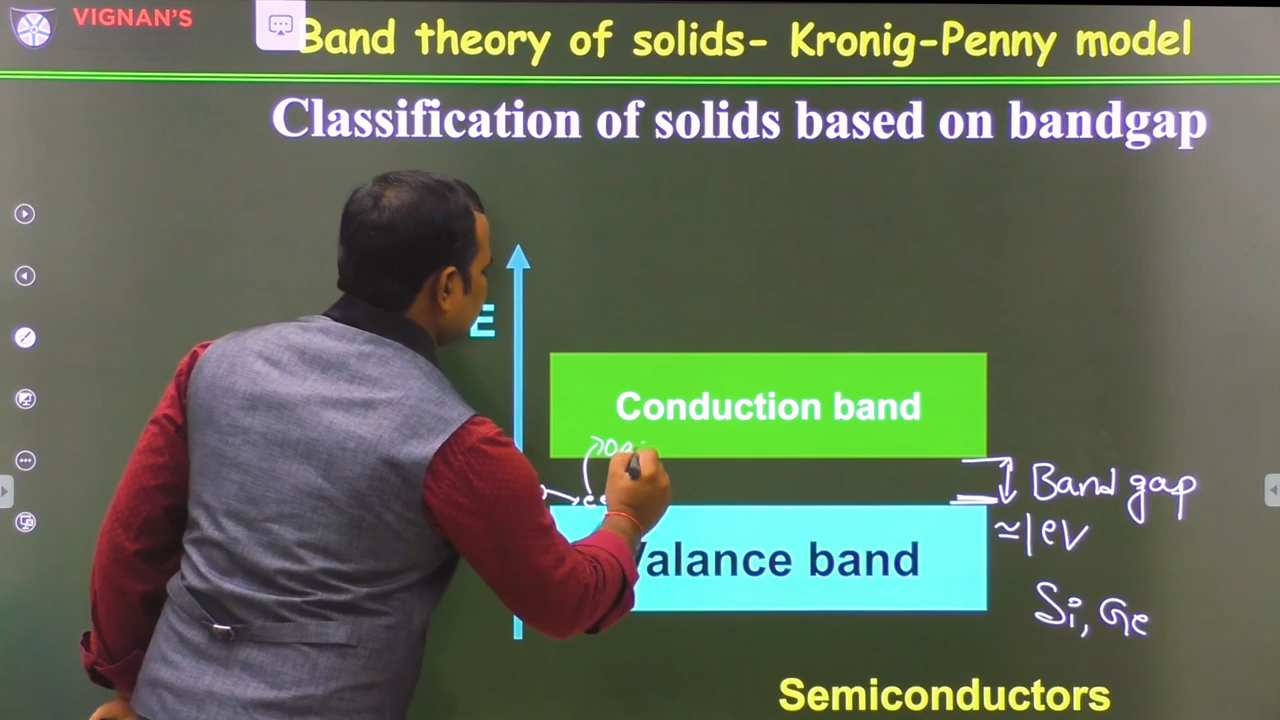 VIGNAN'S
Band theory of solids- Kronig-Penny model
Classification of solids based on bandgap
E
Conduction band
Band gap
≃1ev
Valance band
Si, Ge
Semiconductors